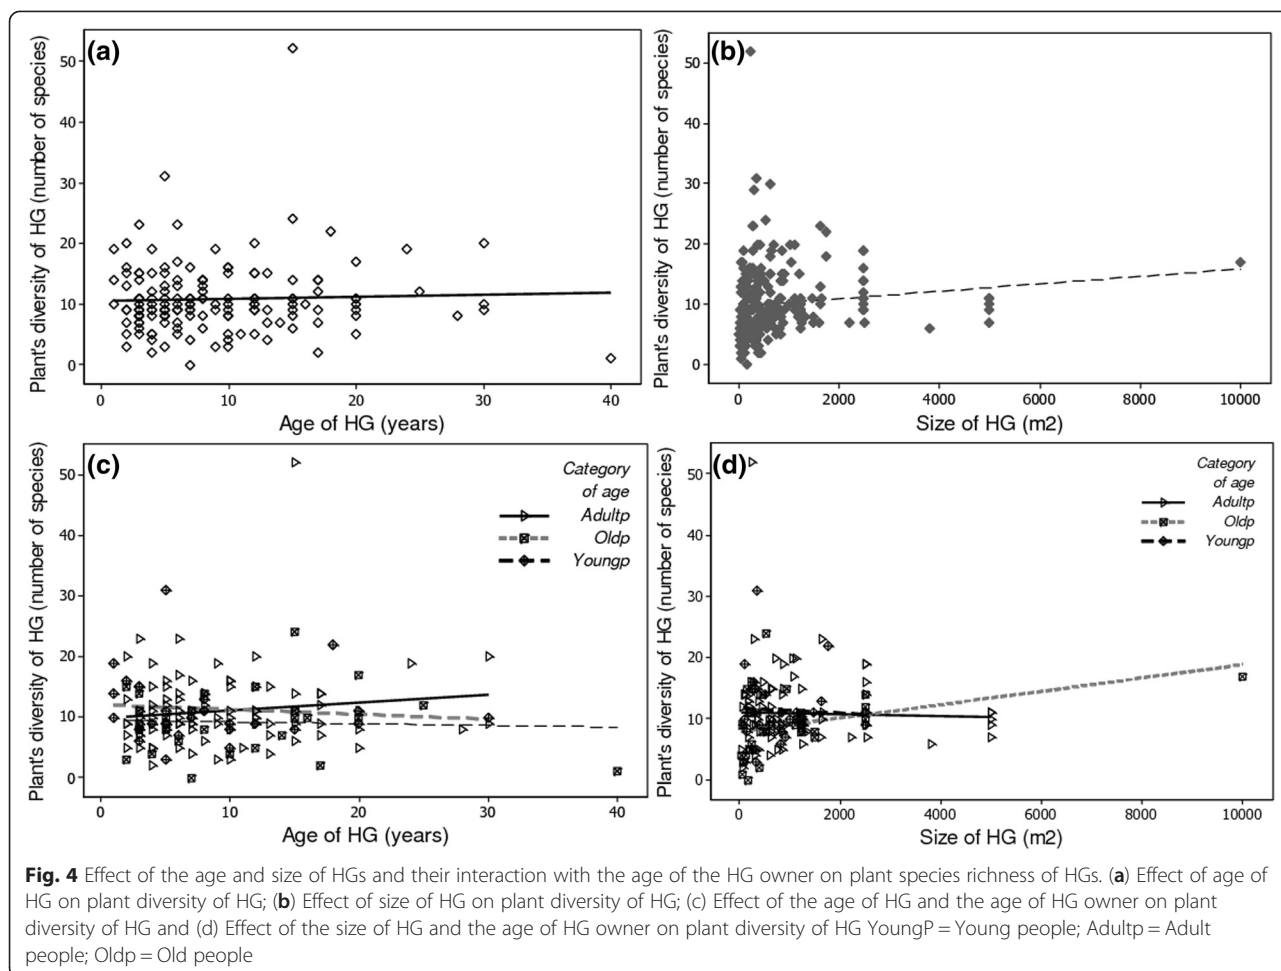 (a)
Plant's diversity of HG (number of species)
50
40
30
20
10
0
0 10 20 30 40
Age of HG (years)
(b)
Plant's diversity of HG (number of species)
50
40
30
20
10
0
0 2000 4000 6000 8000 10000
Size of HG (m2)
(c)
Plant's diversity of HG (number of species)
50
40
30
20
10
0
Category
of age
Adultp
Oldp
Youngp
0 10 20 30 40
Age of HG (years)
(d)
Plant's diversity of HG (number of species)
50
40
30
20
10
0
Category
of age
Adultp
Oldp
Youngp
0 2000 4000 6000 8000 10000
Size of HG (m2)
Fig. 4 Effect of the age and size of HGs and their interaction with the age of the HG owner on plant species richness of HGs. (a) Effect of age of
HG on plant diversity of HG; (b) Effect of size of HG on plant diversity of HG; (c) Effect of the age of HG and the age of HG owner on plant
diversity of HG and (d) Effect of the size of HG and the age of HG owner on plant diversity of HG YoungP = Young people; Adultp = Adult
people; Oldp = Old people